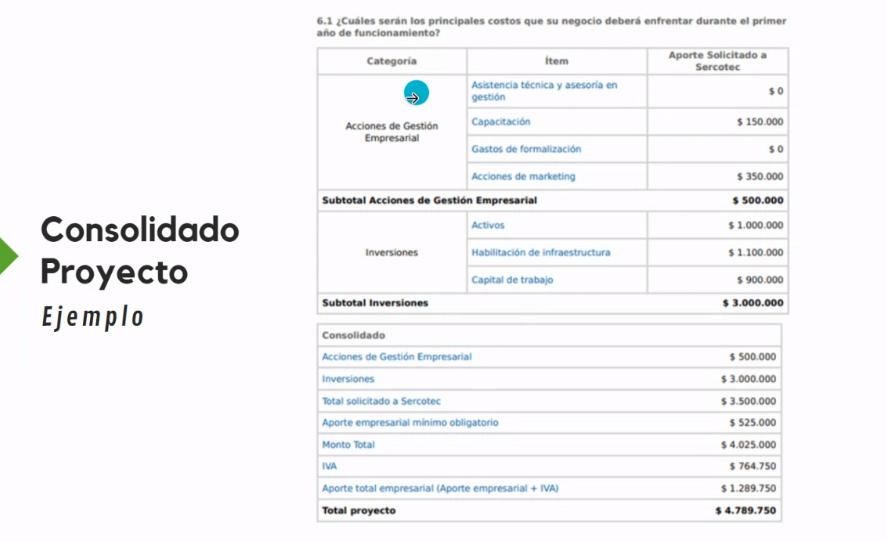 6.1 ¿Cuáles serán los principales costos que su negocio deberá enfrentar durante el primer
año de funcionamiento?
Categoría Ítem Aporte Solicitado a
Sercotec
Asistencia técnica y asesoría en
gestión $ 0
Acciones de Gestión
Empresarial
Capacitación $ 150.000
Gastos de formalización $ 0
Acciones de marketing $ 350.000
Subtotal Acciones de Gestión Empresarial $ 500.000
Inversiones
Activos $ 1.000.000
Habilitación de infraestructura $ 1.100.000
Capital de trabajo $ 900.000
Subtotal Inversiones $ 3.000.000
Consolidado
Proyecto
Ejemplo
Consolidado
Acciones de Gestión Empresarial $ 500.000
Inversiones $ 3.000.000
Total solicitado a Sercotec $ 3.500.000
Aporte empresarial mínimo obligatorio $ 525.000
Monto Total $ 4.025.000
IVA $ 764.750
Aporte total empresarial (Aporte empresarial + IVA) $ 1.289.750
Total proyecto $ 4.789.750